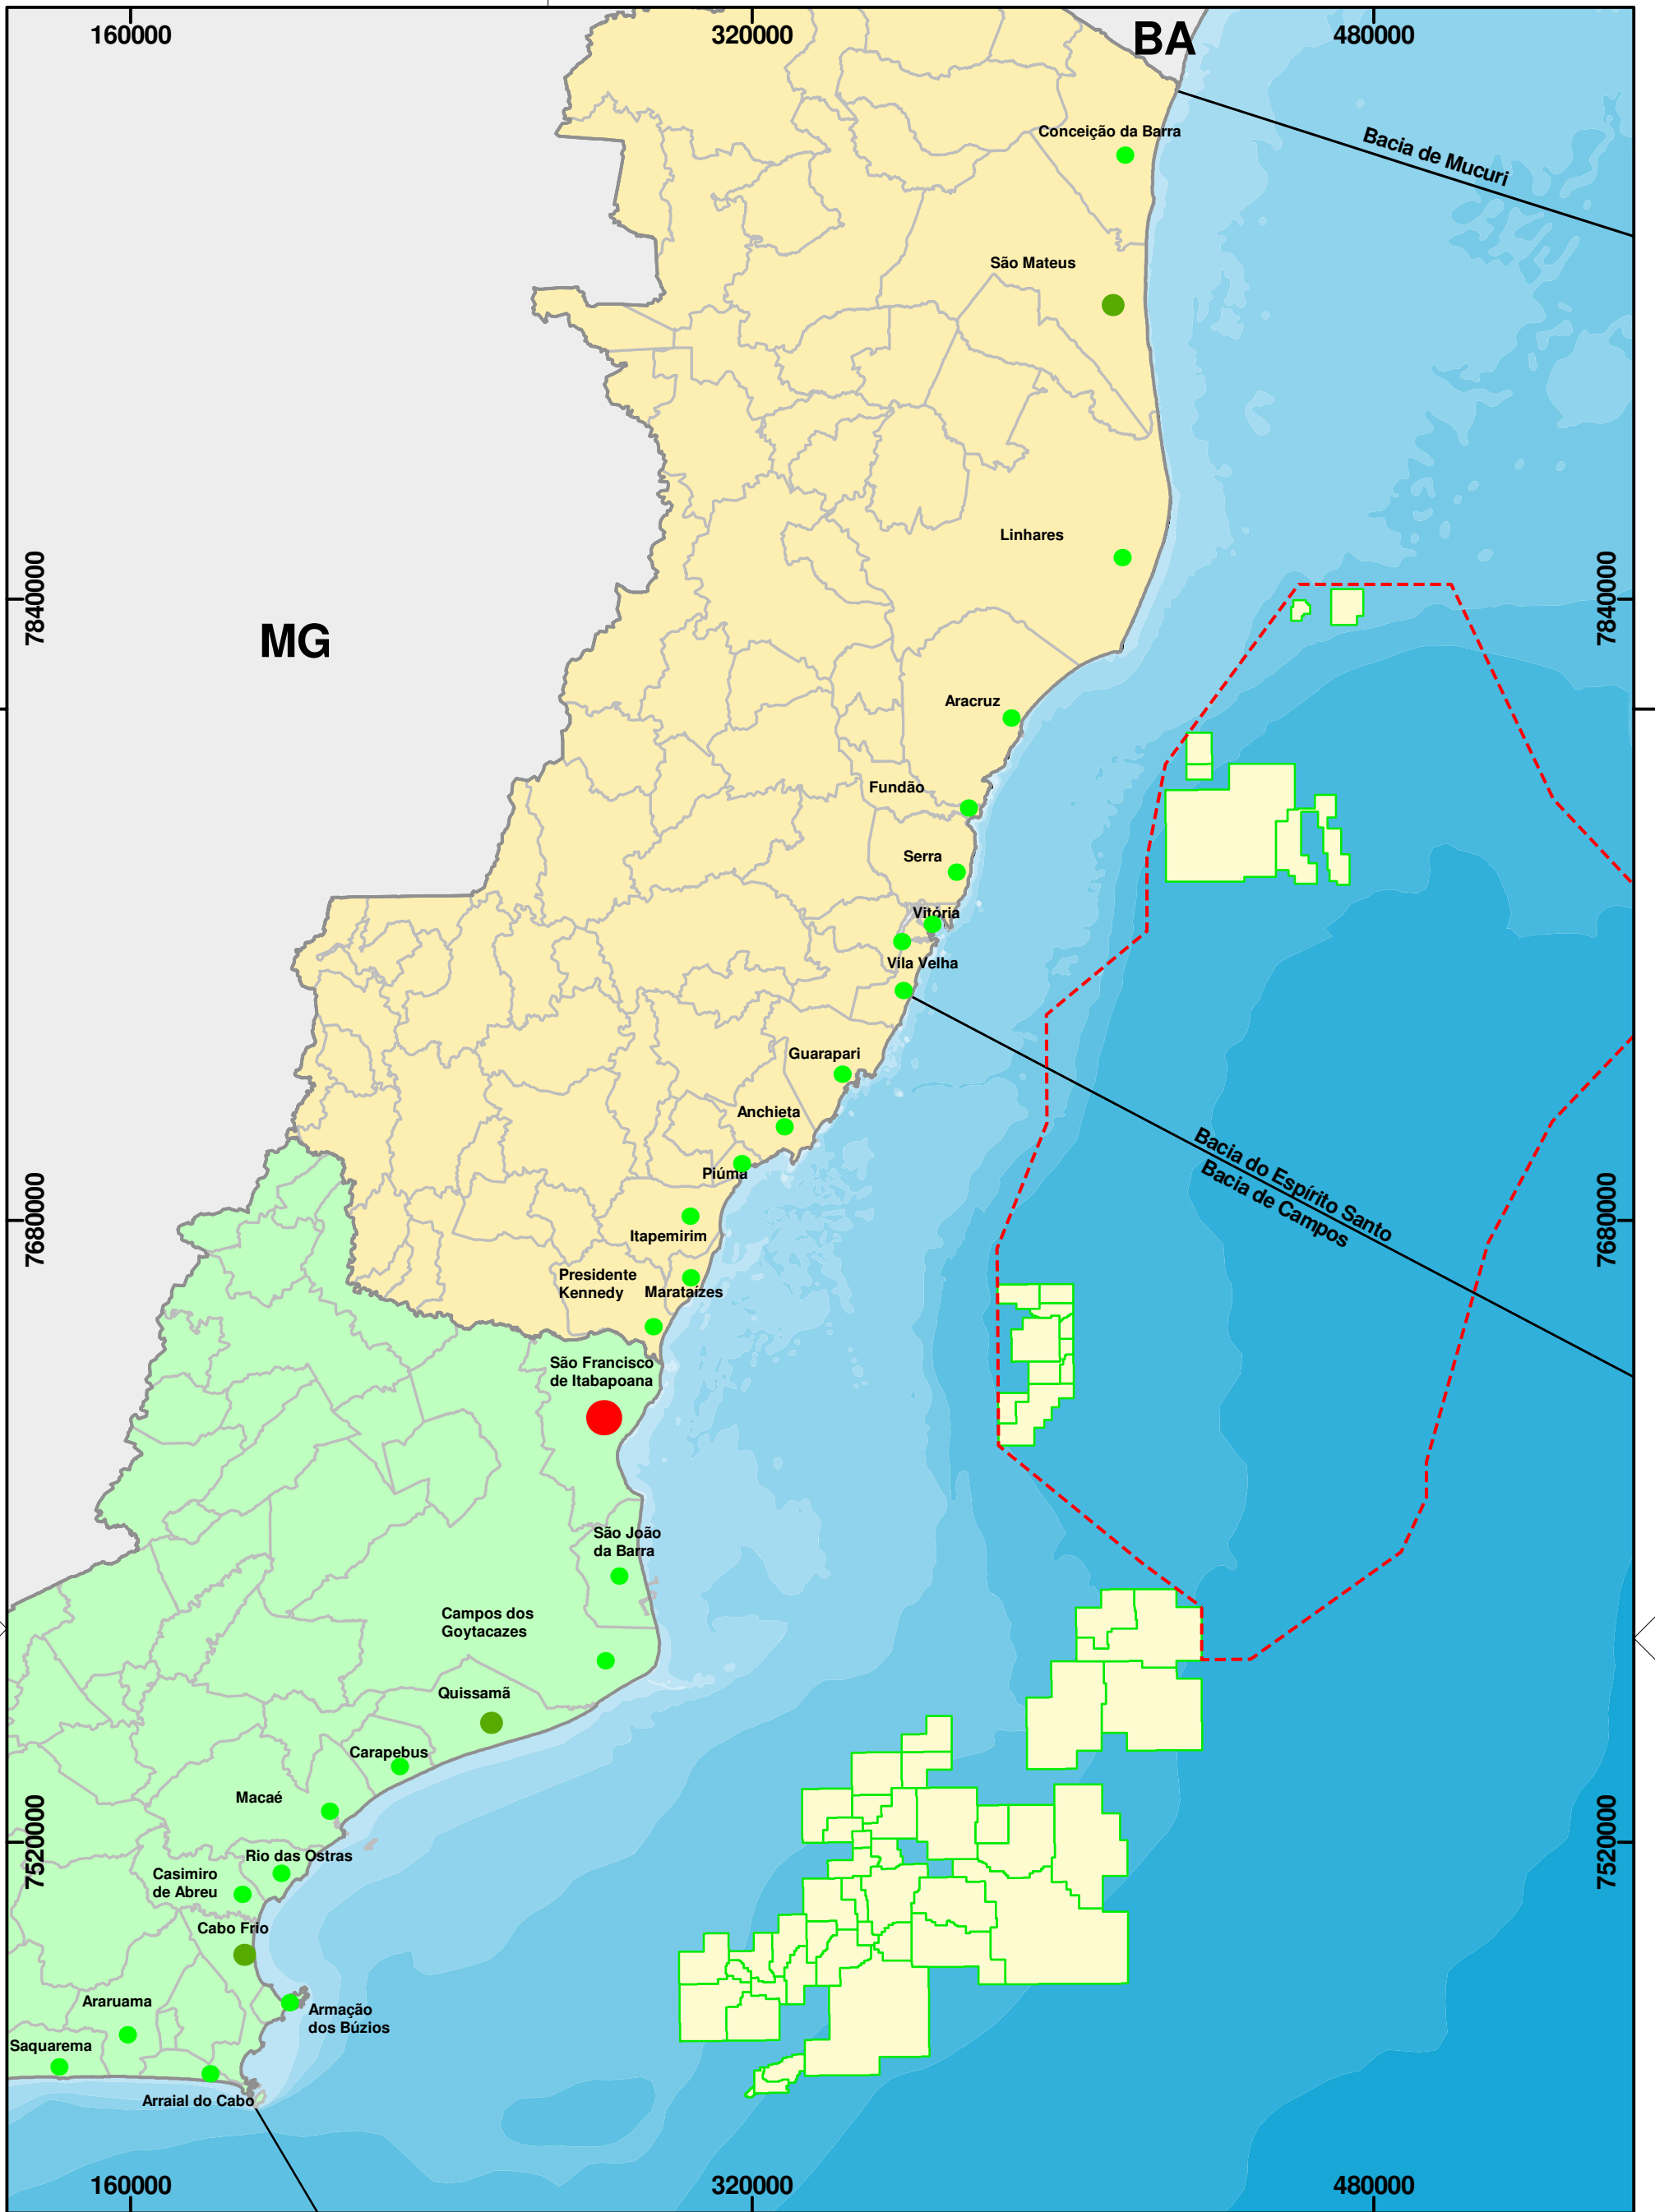 160000
320000
BA
480000
Conceição da Barra
Bacia de Mucuri
São Mateus
Linhares
7840000
7840000
MG
Aracruz
Fundão
Serra
Vitória
Vila Velha
Guarapari
Anchieta
Piúma
Bacia do Espírito Santo
Bacia de Campos
7680000
7680000
Itapemirim
Presidente
Kennedy
Marataízes
São Francisco
de Itabapoana
São João
da Barra
Campos dos
Goytacazes
Quissamã
Carapebus
Macaé
7520000
7520000
Rio das Ostras
Casimiro
de Abreu
Cabo Frio
Araruama
Armação
dos Búzios
Saquarema
Arraial do Cabo
160000
320000
480000